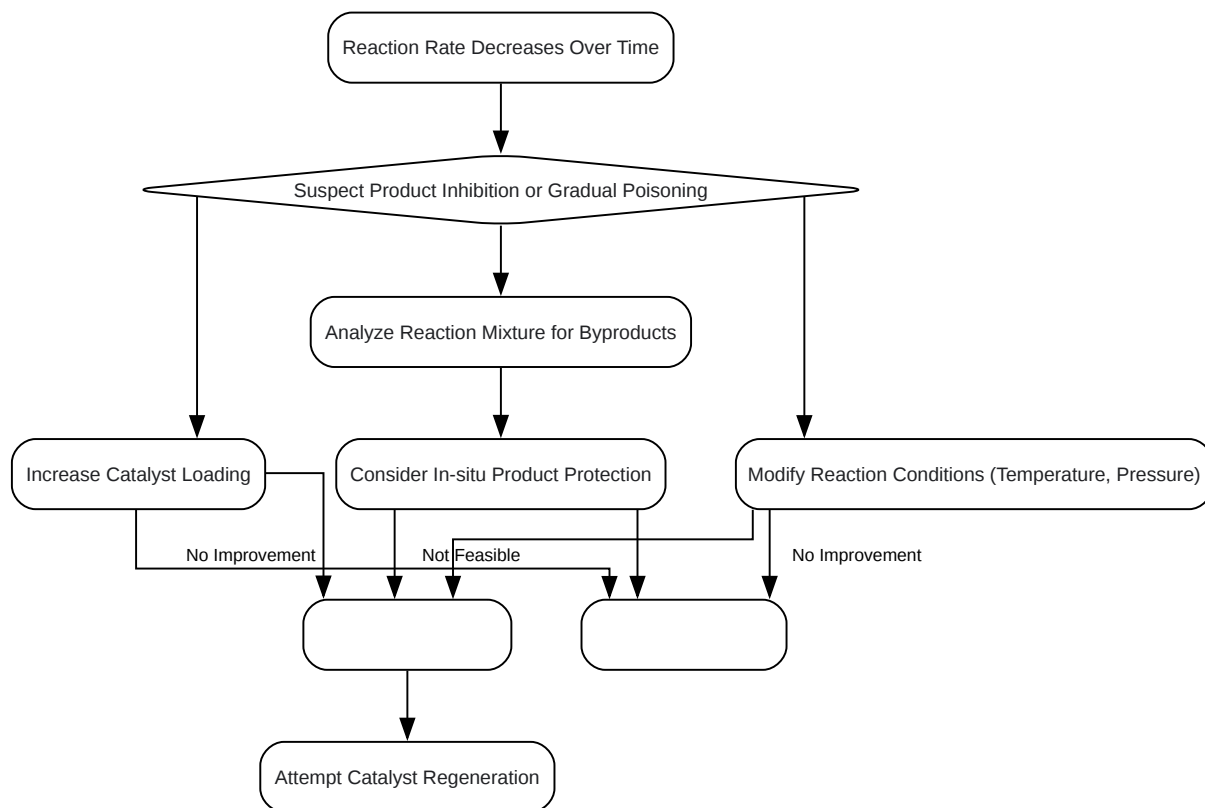 Reaction Rate Decreases Over Time
Suspect Product Inhibition or Gradual Poisoning
Analyze Reaction Mixture for Byproducts
Increase Catalyst Loading
Consider In-situ Product Protection
Modify Reaction Conditions (Temperature, Pressure)
No Improvement
Not Feasible
No Improvement
Attempt Catalyst Regeneration